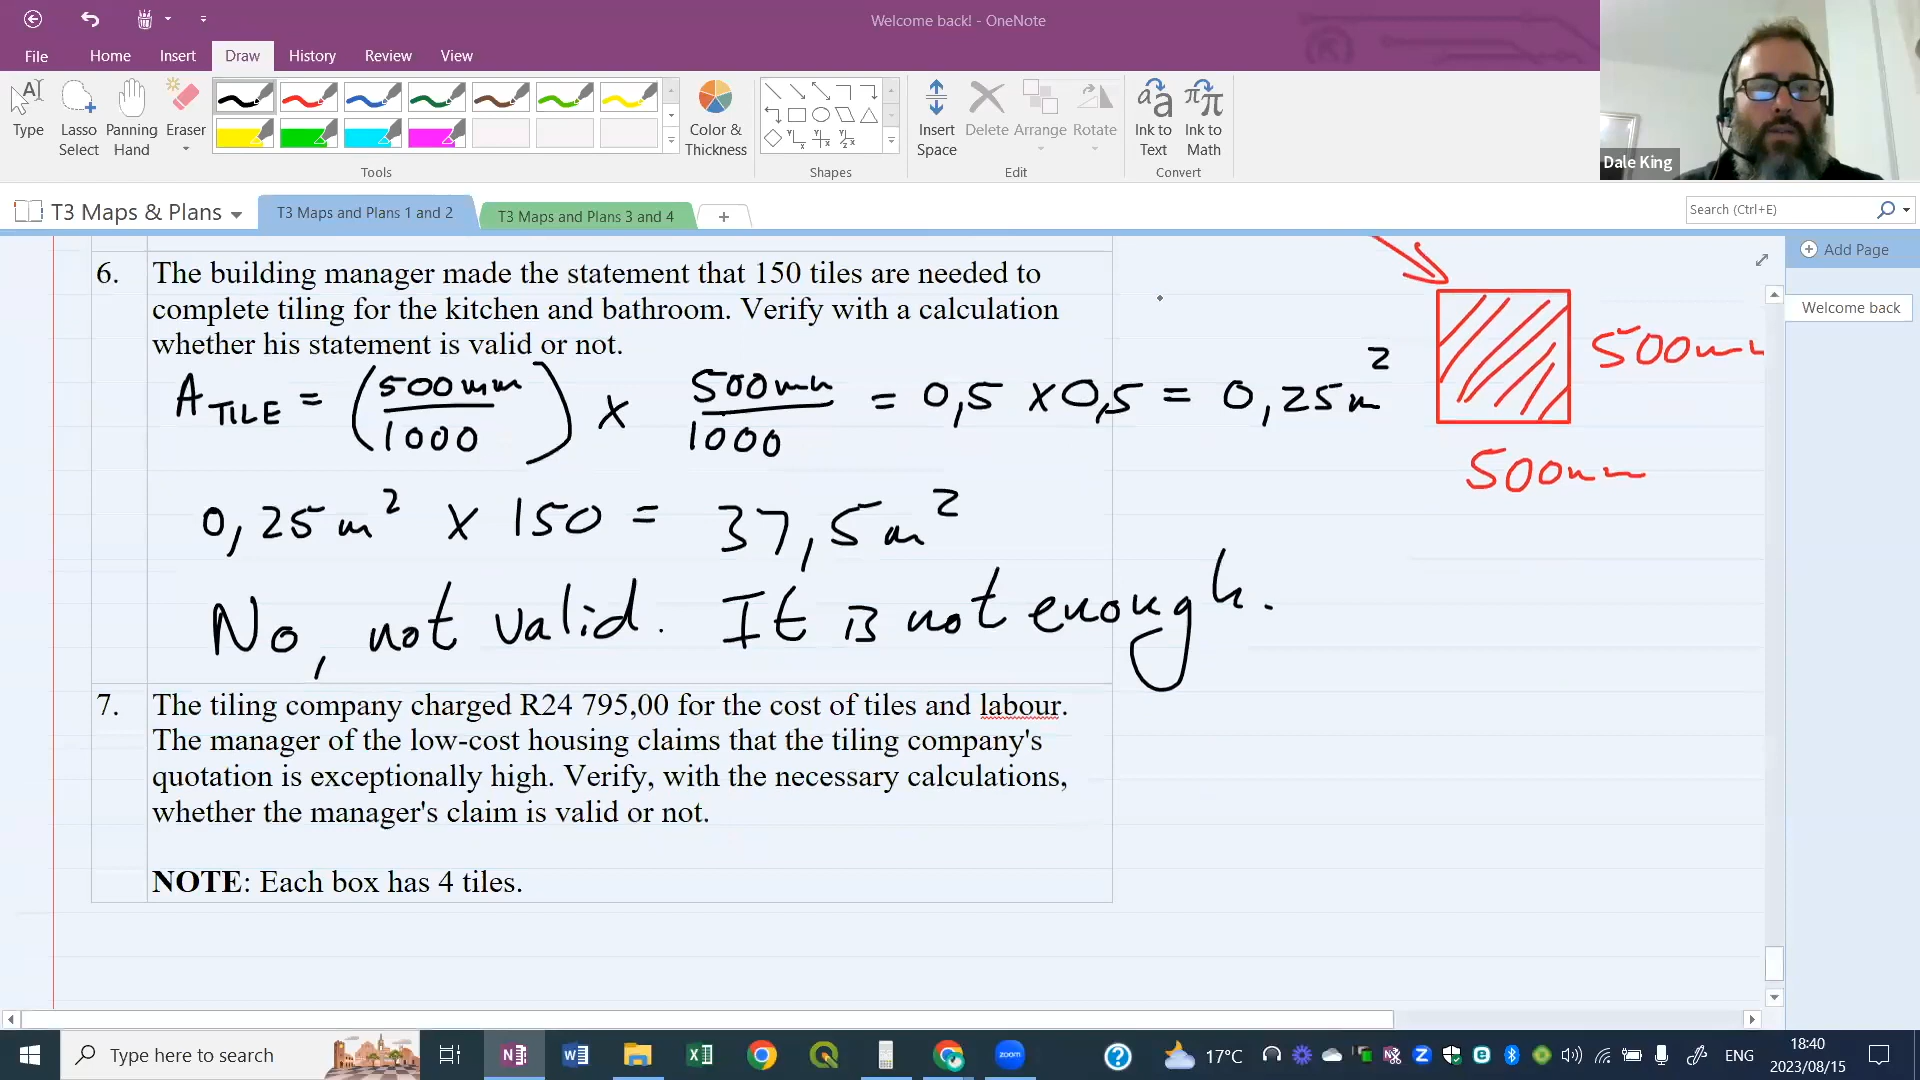 Welcome back! - OneNote
File
Home
Insert
Draw
History
Review
View
Type
Lasso Select
Panning Hand
Eraser
Color & Thickness
Insert Space
Delete
Arrange
Rotate
Ink to Text
Ink to Math
Tools
Shapes
Edit
Convert
Dale King
T3 Maps & Plans
T3 Maps and Plans 1 and 2
T3 Maps and Plans 3 and 4
Search (Ctrl+E)
Add Page
Welcome back
6. The building manager made the statement that 150 tiles are needed to
complete tiling for the kitchen and bathroom. Verify with a calculation
whether his statement is valid or not.
A TILE = (500mm/1000) × 500mm/1000 = 0,5 × 0,5 = 0,25m²
500mm
500mm
0,25m² × 150 = 37,5m²
No, not valid. It is not enough.
7. The tiling company charged R24 795,00 for the cost of tiles and labour.
The manager of the low-cost housing claims that the tiling company's
quotation is exceptionally high. Verify, with the necessary calculations,
whether the manager's claim is valid or not.
NOTE: Each box has 4 tiles.
Type here to search
zoom
17°C
ENG
18:40
2023/08/15